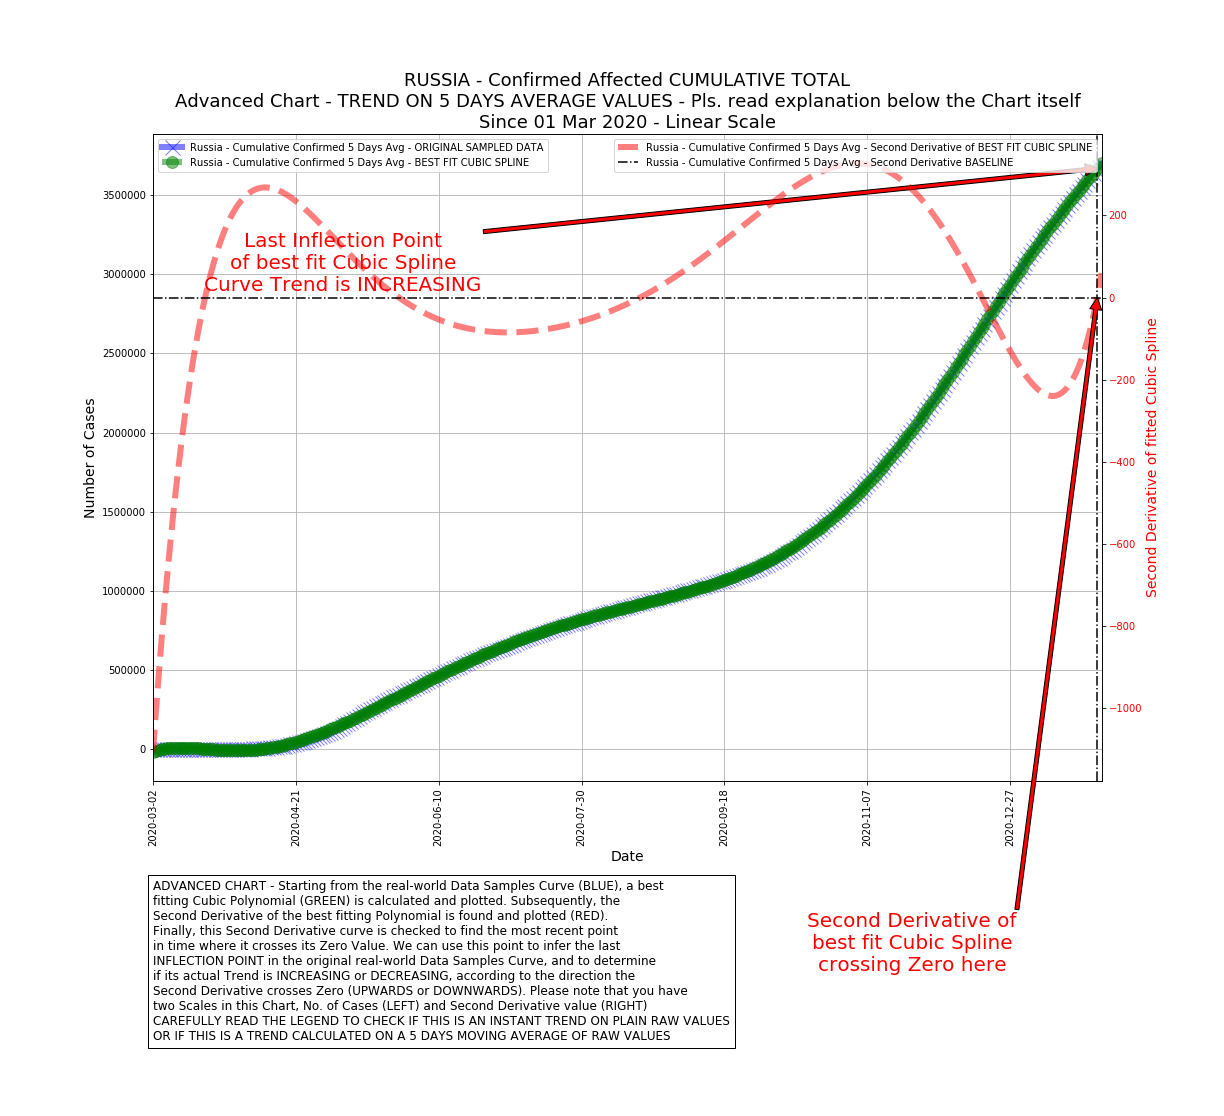 RUSSIA - Confirmed Affected CUMULATIVE TOTAL
Advanced Chart - TREND ON 5 DAYS AVERAGE VALUES - Pls. read explanation below the Chart itself
Since 01 Mar 2020 - Linear Scale
Russia - Cumulative Confirmed 5 Days Avg - ORIGINAL SAMPLED DATA
Russia - Cumulative Confirmed 5 Days Avg - BEST FIT CUBIC SPLINE
Russia - Cumulative Confirmed 5 Days Avg - Second Derivative of BEST FIT CUBIC SPLINE
Russia - Cumulative Confirmed 5 Days Avg - Second Derivative BASELINE
Last Inflection Point
of best fit Cubic Spline
Curve Trend is INCREASING
Number of Cases
3500000
3000000
2500000
2000000
1500000
1000000
500000
0
200
0
−200
−400
−600
−800
−1000
Second Derivative of fitted Cubic Spline
2020-03-02
2020-04-21
2020-06-10
2020-07-30
2020-09-18
2020-11-07
2020-12-27
Date
Second Derivative of
best fit Cubic Spline
crossing Zero here
ADVANCED CHART - Starting from the real-world Data Samples Curve (BLUE), a best
fitting Cubic Polynomial (GREEN) is calculated and plotted. Subsequently, the
Second Derivative of the best fitting Polynomial is found and plotted (RED).
Finally, this Second Derivative curve is checked to find the most recent point
in time where it crosses its Zero Value. We can use this point to infer the last
INFLECTION POINT in the original real-world Data Samples Curve, and to determine
if its actual Trend is INCREASING or DECREASING, according to the direction the
Second Derivative crosses Zero (UPWARDS or DOWNWARDS). Please note that you have
two Scales in this Chart, No. of Cases (LEFT) and Second Derivative value (RIGHT)
CAREFULLY READ THE LEGEND TO CHECK IF THIS IS AN INSTANT TREND ON PLAIN RAW VALUES
OR IF THIS IS A TREND CALCULATED ON A 5 DAYS MOVING AVERAGE OF RAW VALUES